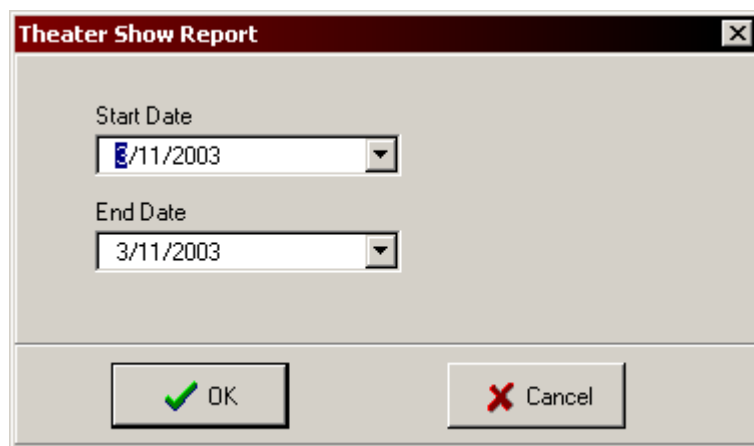 Theater Show Report
Start Date
3/11/2003
End Date
3/11/2003
OK
Cancel